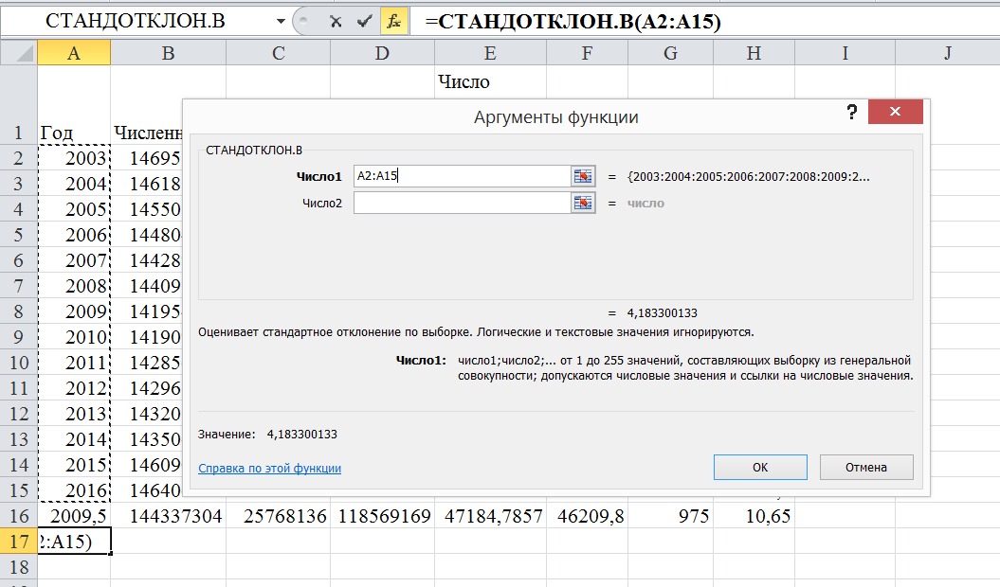 СТАНДОТКЛОН.В =СТАНДОТКЛОН.В(A2:A15)
A B C D E F G H I J
Число
1 Год Числен
Аргументы функции ?
СТАНДОТКЛОН.В
Число1 A2:A15 = {2003:2004:2005:2006:2007:2008:2009:2...
Число2 = число
= 4,183300133
Оценивает стандартное отклонение по выборке. Логические и текстовые значения игнорируются.
Число1: число1;число2;... от 1 до 255 значений, составляющих выборку из генеральной
совокупности; допускаются числовые значения и ссылки на числовые значения.
Значение: 4,183300133
Справка по этой функции
ОК Отмена
2 2003 14695
3 2004 14618
4 2005 14550
5 2006 14480
6 2007 14428
7 2008 14409
8 2009 14195
9 2010 14190
10 2011 14285
11 2012 14296
12 2013 14320
13 2014 14350
14 2015 14609
15 2016 14640
16 2009,5 144337304 25768136 118569169 47184,7857 46209,8 975 10,65
17 2:A15)
18